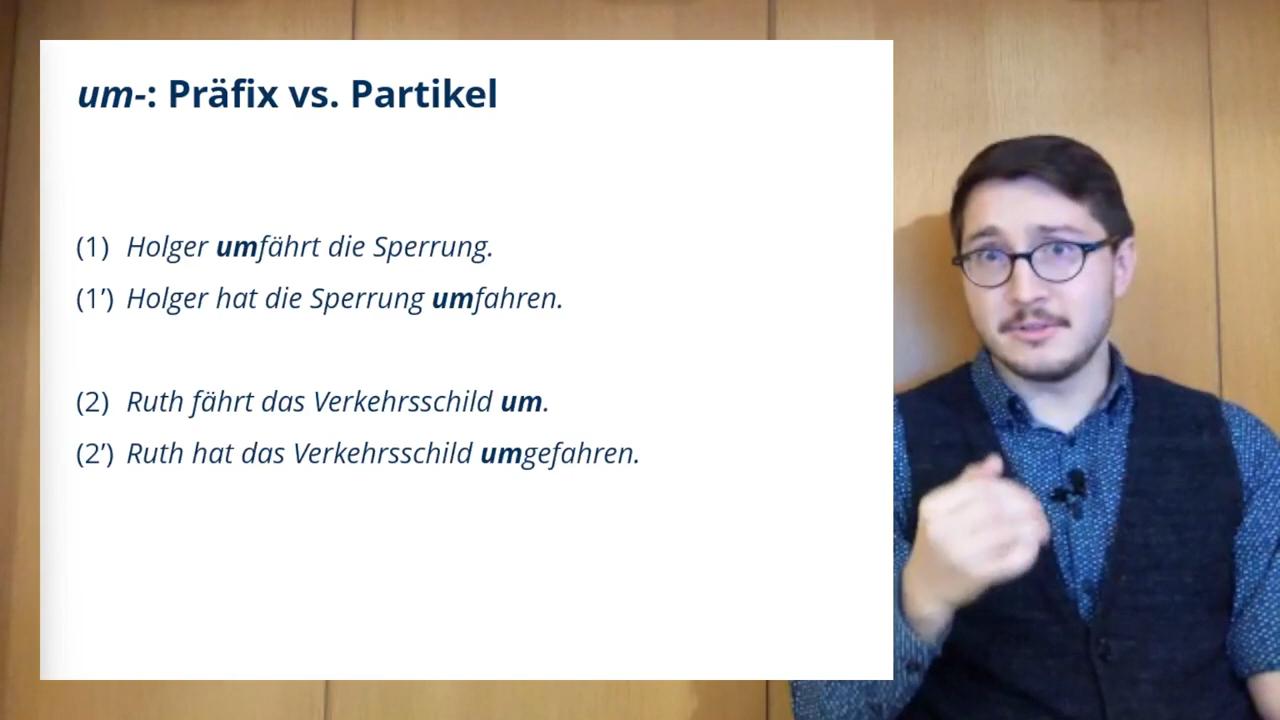 um-: Präfix vs. Partikel
(1) Holger umfährt die Sperrung.
(1’) Holger hat die Sperrung umfahren.
(2) Ruth fährt das Verkehrsschild um.
(2’) Ruth hat das Verkehrsschild umgefahren.